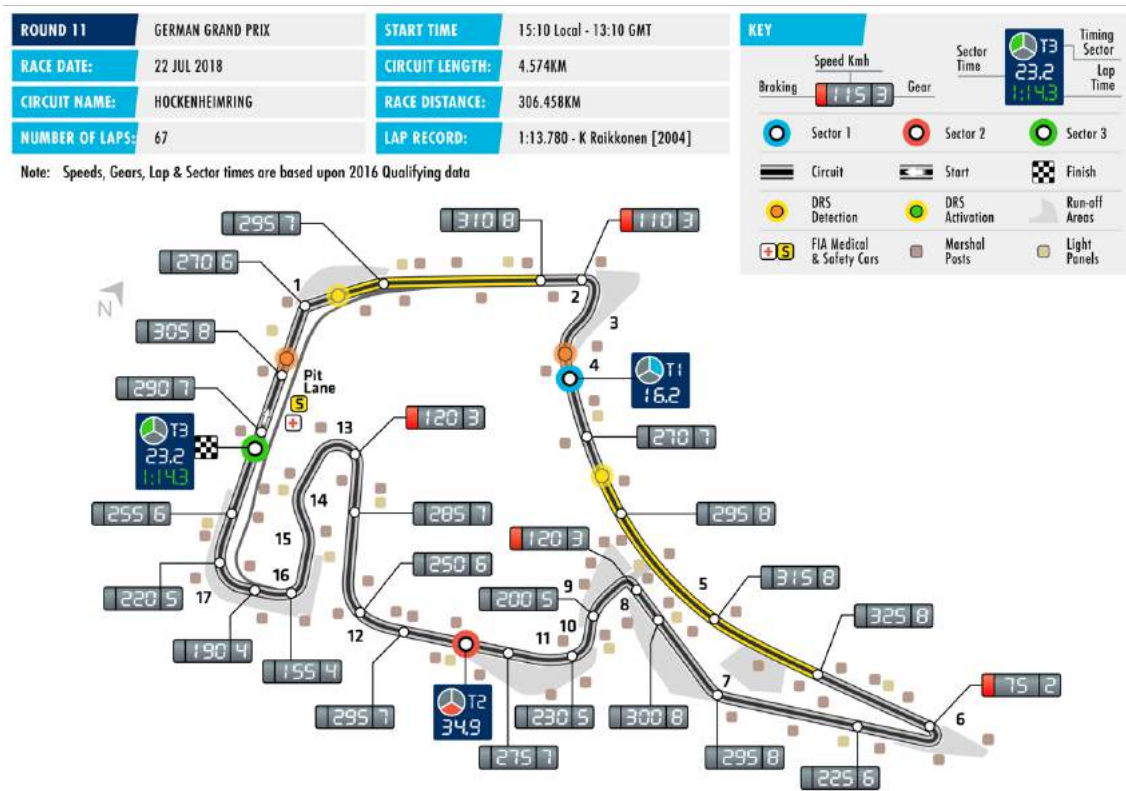 ROUND 11 GERMAN GRAND PRIX START TIME 15:10 Local - 13:10 GMT
RACE DATE: 22 JUL 2018 CIRCUIT LENGTH: 4.574KM
CIRCUIT NAME: HOCKENHEIMRING RACE DISTANCE: 306.458KM
NUMBER OF LAPS: 67 LAP RECORD: 1:13.780 - K Raikkonen [2004]
Note: Speeds, Gears, Lap & Sector times are based upon 2016 Qualifying data
KEY
Speed Kmh
Braking 115 3 Gear
Sector Time
T3
23.2
1:14.3
Timing Sector
Lap Time
Sector 1 Sector 2 Sector 3
Circuit Start Finish
DRS Detection DRS Activation Run-off Areas
+ S FIA Medical & Safety Cars Marshal Posts Light Panels
295 7
310 8
110 3
270 6
1
2
N
3
305 8
4
Pit Lane
S
+
T1
16.2
290 7
120 3
13
T3
23.2
1:14.3
270 7
14
255 6
285 7
295 8
15
120 3
16
250 6
9
5
315 8
220 5
17
200 5
8
10
12
11
325 8
190 4
155 4
7
75 2
6
T2
34.9
295 7
230 5
300 8
275 7
295 8
225 6